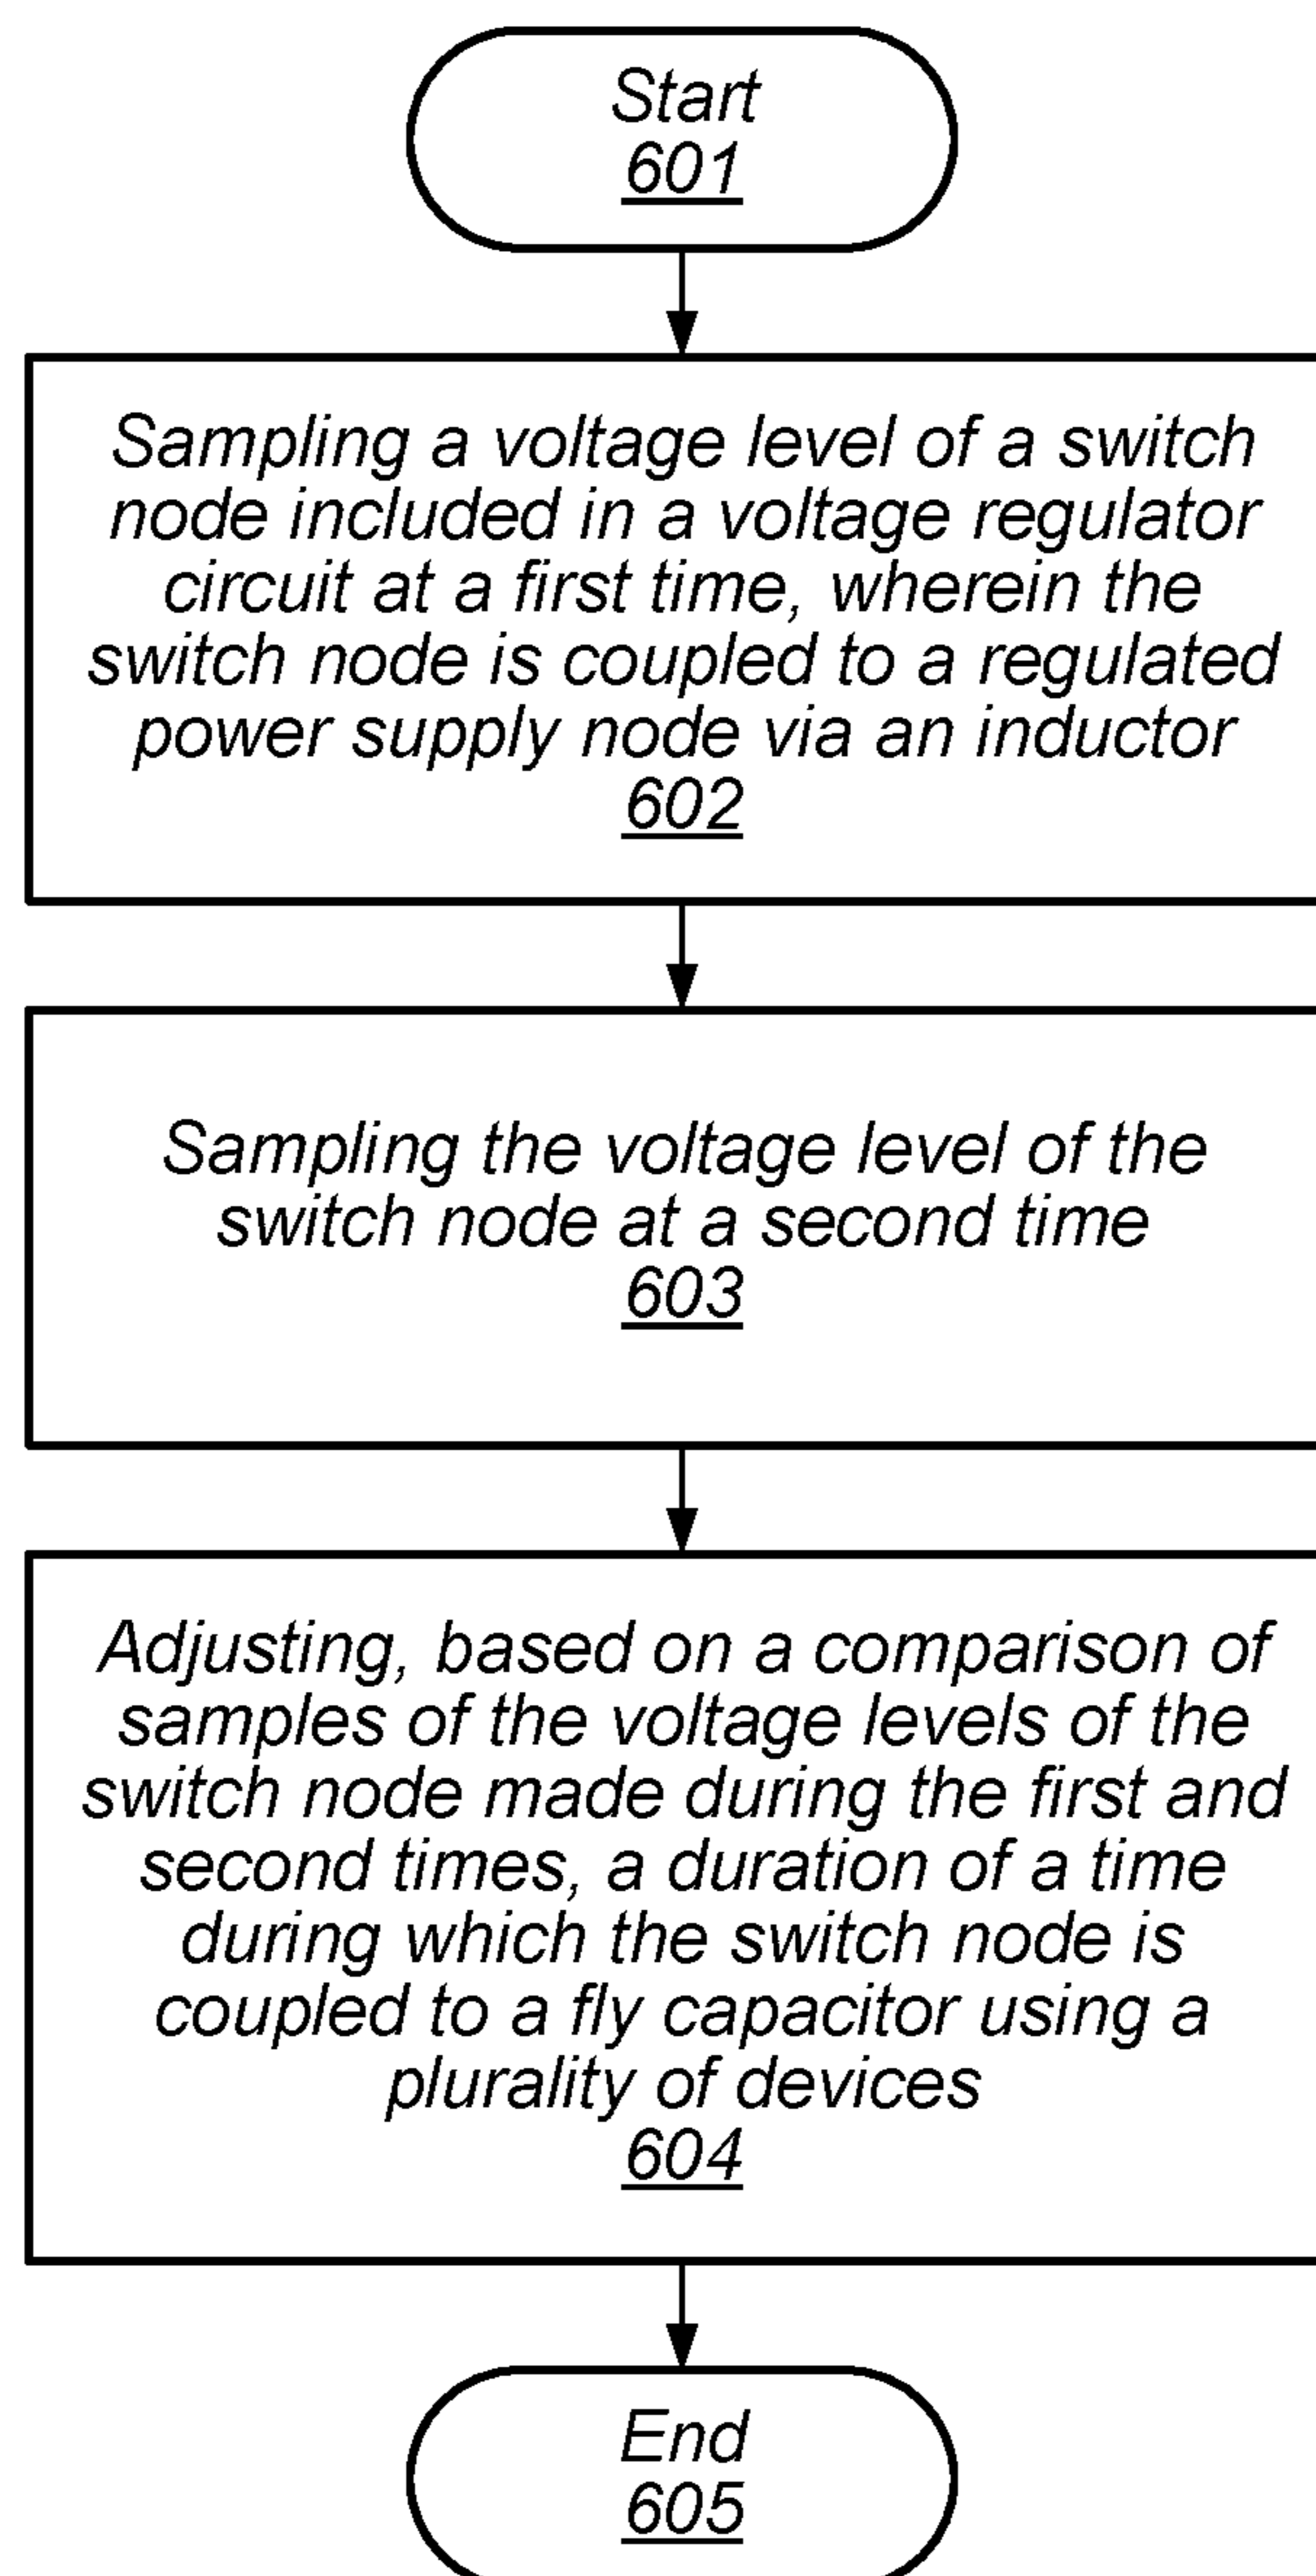 Start
601
Sampling a voltage level of a switch
node included in a voltage regulator
circuit at a first time, wherein the
switch node is coupled to a regulated
power supply node via an inductor
602
Sampling the voltage level of the
switch node at a second time
603
Adjusting, based on a comparison of
samples of the voltage levels of the
switch node made during the first and
second times, a duration of a time
during which the switch node is
coupled to a fly capacitor using a
plurality of devices
604
End
605